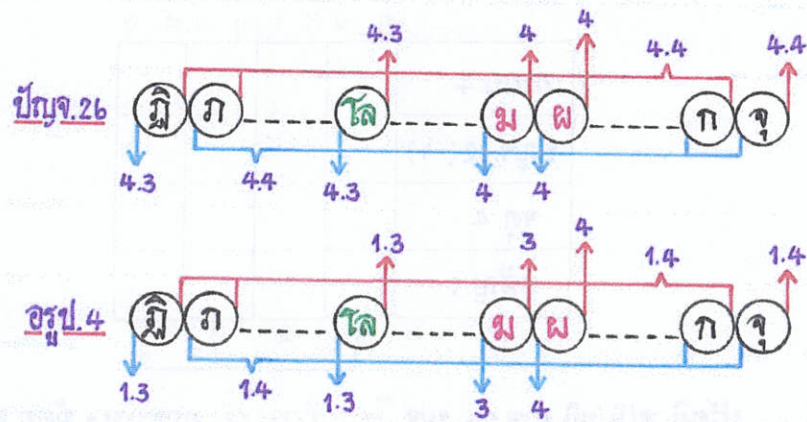 4.3 4 4 4.4 4.4
ปัญจ.26 ฏิ ภ โล ม ผ ก จุ
4.3 4.4 4.3 4 4
1.3 3 4 1.4 1.4
อรูป.4 ฏิ ภ โล ม ผ ก จุ
1.3 1.4 1.3 3 4